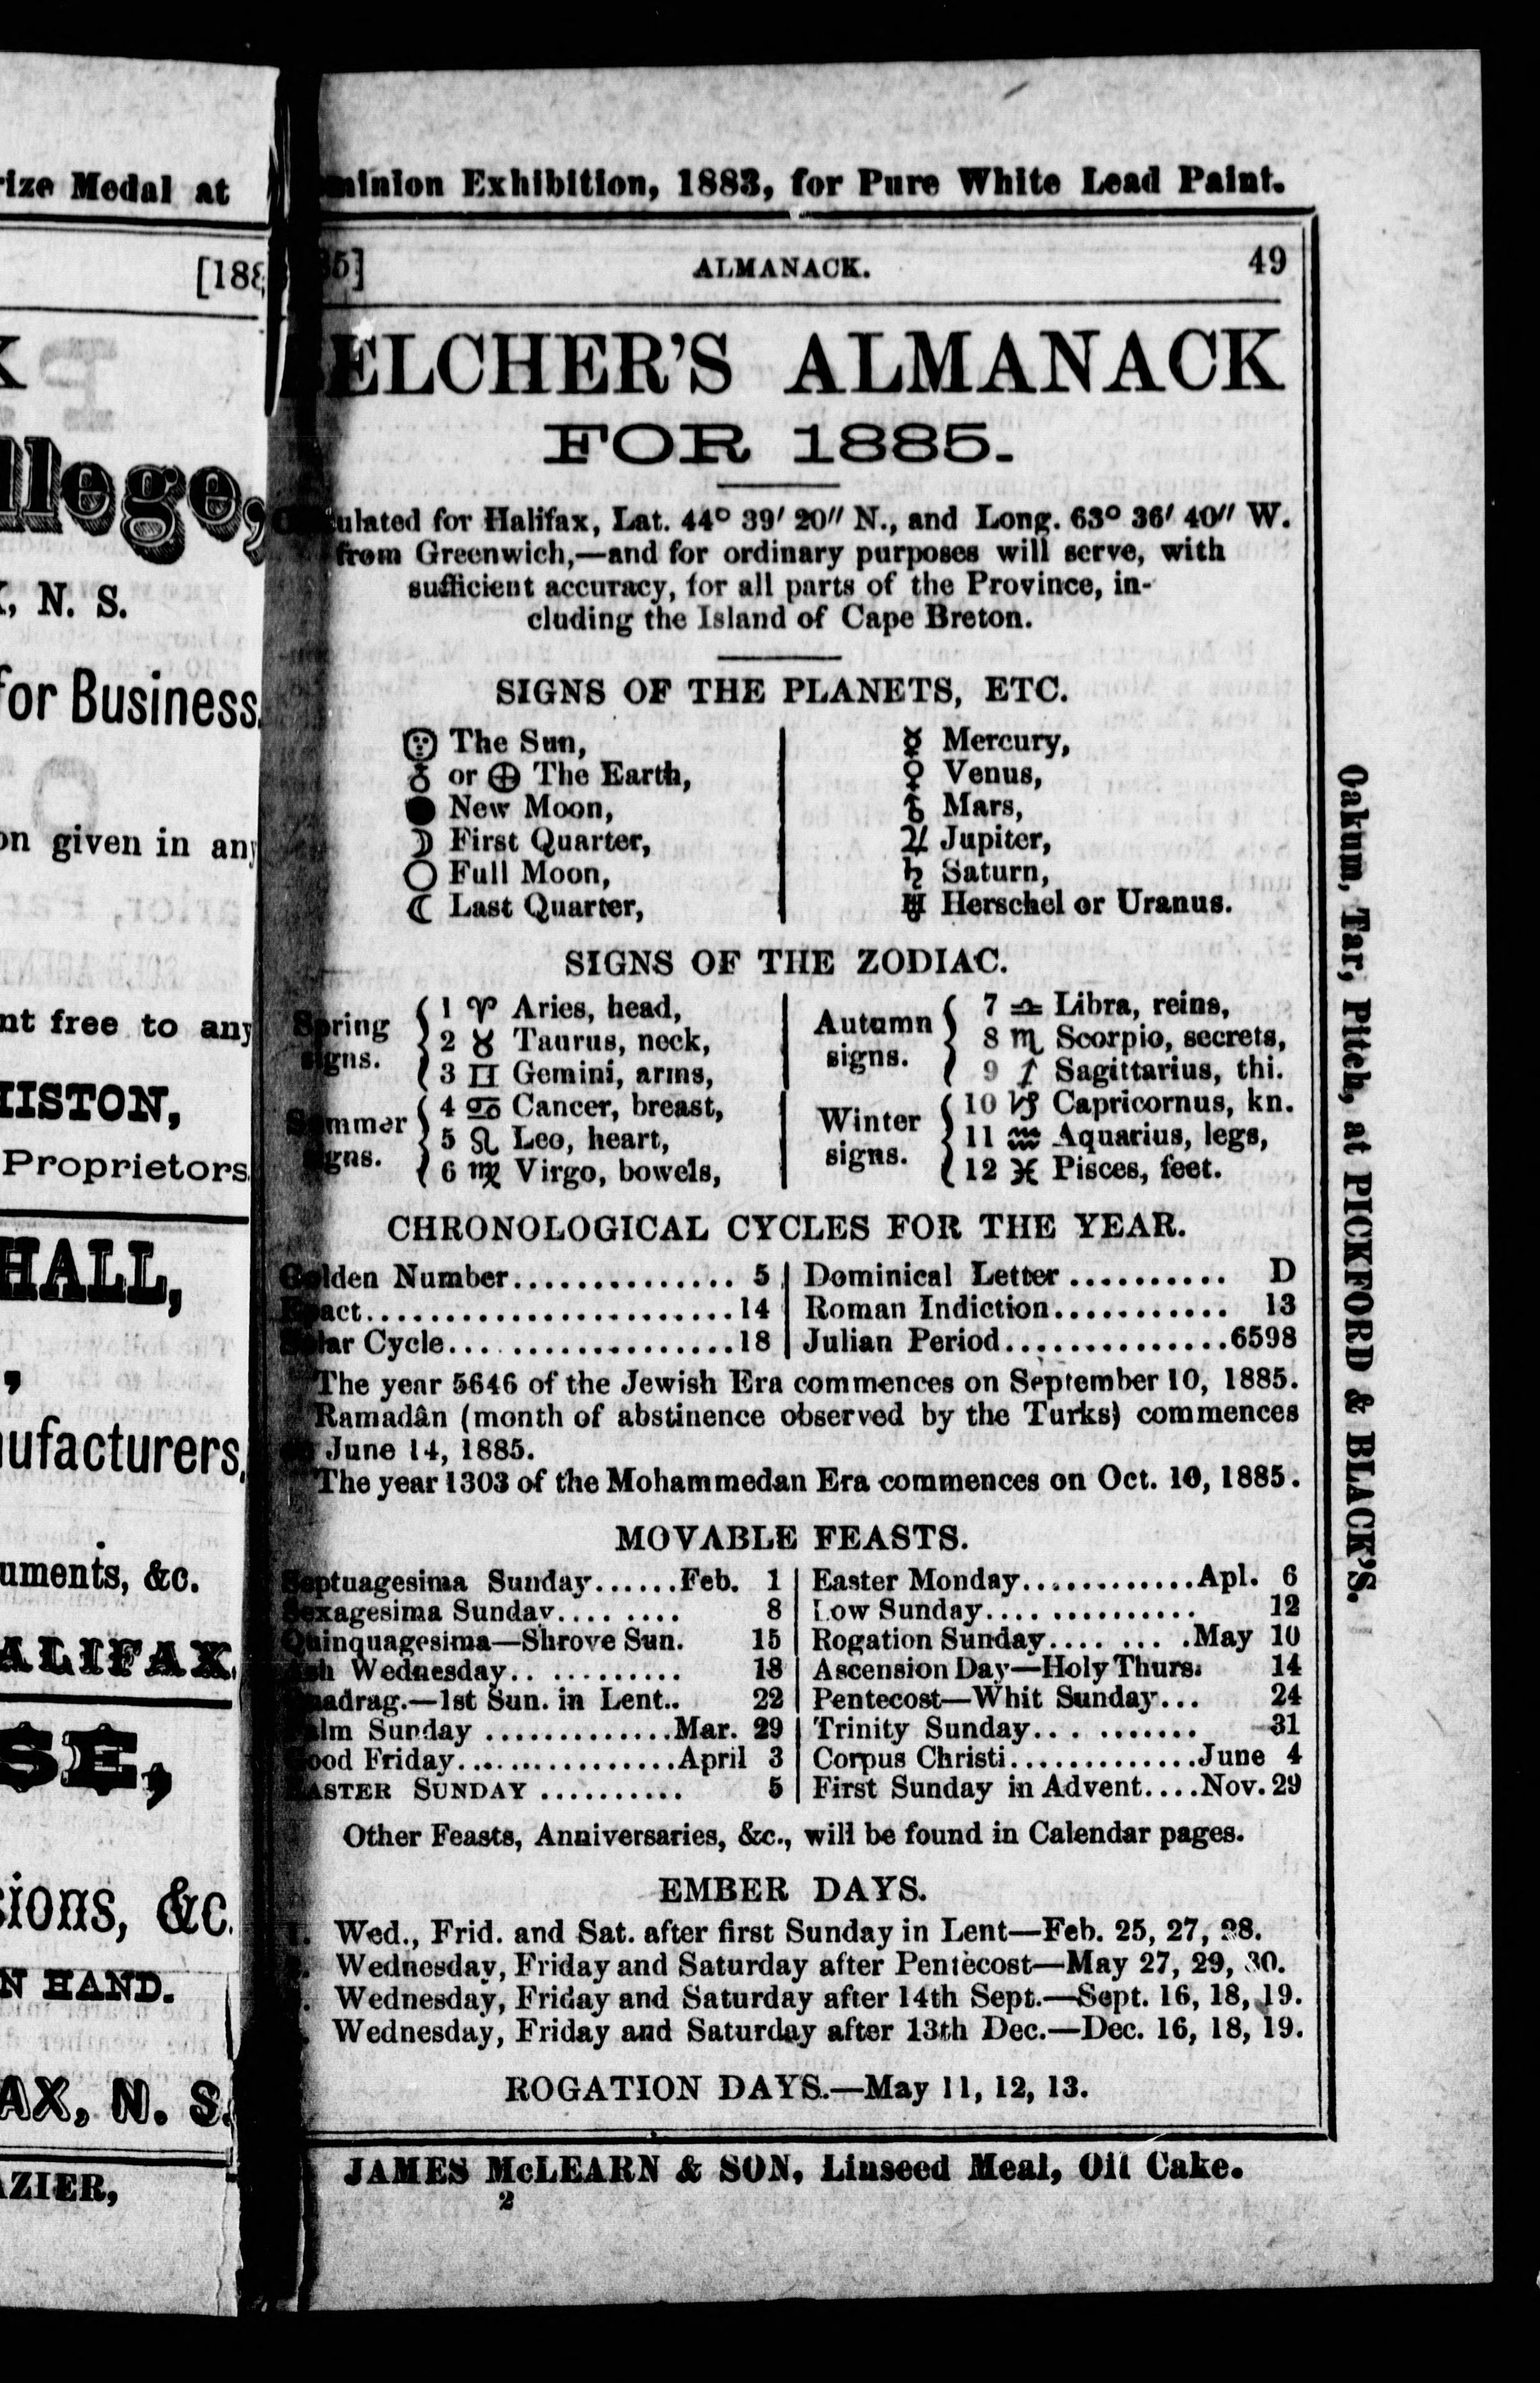 ize Medal at
[188
llege,
N. S.
for Business
on given in any
nt free to any
HISTON,
Proprietors
HALL,
ufacturers,
uments, &c.
ALIFAX
SE,
sions, &c.
N HAND.
AX, N. S.
AZIER,
minion Exhibition, 1883, for Pure White Lead Paint.
5] ALMANACK. 49
ELCHER'S ALMANACK
FOR 1885.
ulated for Halifax, Lat. 44° 39′ 20″ N., and Long. 63° 36′ 40″ W.
from Greenwich,—and for ordinary purposes will serve, with
sufficient accuracy, for all parts of the Province, in-
cluding the Island of Cape Breton.
SIGNS OF THE PLANETS, ETC.
☉ The Sun,
♁ or ⊕ The Earth,
● New Moon,
☽ First Quarter,
○ Full Moon,
☾ Last Quarter,
☿ Mercury,
♀ Venus,
♂ Mars,
♃ Jupiter,
♄ Saturn,
♅ Herschel or Uranus.
SIGNS OF THE ZODIAC.
Spring signs.
1 ♈ Aries, head,
2 ♉ Taurus, neck,
3 ♊ Gemini, arms,
Summer signs.
4 ♋ Cancer, breast,
5 ♌ Leo, heart,
6 ♍ Virgo, bowels,
Autumn signs.
7 ♎ Libra, reins,
8 ♏ Scorpio, secrets,
9 ♐ Sagittarius, thi.
Winter signs.
10 ♑ Capricornus, kn.
11 ♒ Aquarius, legs,
12 ♓ Pisces, feet.
CHRONOLOGICAL CYCLES FOR THE YEAR.
Golden Number............... 5
Epact.........................14
Solar Cycle....................18
Dominical Letter........... D
Roman Indiction............ 13
Julian Period...............6598
The year 5646 of the Jewish Era commences on September 10, 1885.
Ramadân (month of abstinence observed by the Turks) commences
June 14, 1885.
The year 1303 of the Mohammedan Era commences on Oct. 10, 1885.
MOVABLE FEASTS.
Septuagesima Sunday......Feb. 1
Sexagesima Sunday......... 8
Quinquagesima—Shrove Sun. 15
Ash Wednesday............ 18
Quadrag.—1st Sun. in Lent.. 22
Palm Sunday ..............Mar. 29
Good Friday................April 3
EASTER SUNDAY .......... 5
Easter Monday.............Apl. 6
Low Sunday............... 12
Rogation Sunday.........May 10
Ascension Day—Holy Thurs. 14
Pentecost—Whit Sunday... 24
Trinity Sunday........... 31
Corpus Christi..............June 4
First Sunday in Advent....Nov. 29
Other Feasts, Anniversaries, &c., will be found in Calendar pages.
EMBER DAYS.
Wed., Frid. and Sat. after first Sunday in Lent—Feb. 25, 27, 28.
Wednesday, Friday and Saturday after Pentecost—May 27, 29, 30.
Wednesday, Friday and Saturday after 14th Sept.—Sept. 16, 18, 19.
Wednesday, Friday and Saturday after 13th Dec.—Dec. 16, 18, 19.
ROGATION DAYS.—May 11, 12, 13.
JAMES McLEARN & SON, Linseed Meal, Oil Cake.
2
Oakum, Tar, Pitch, at PICKFORD & BLACK'S.